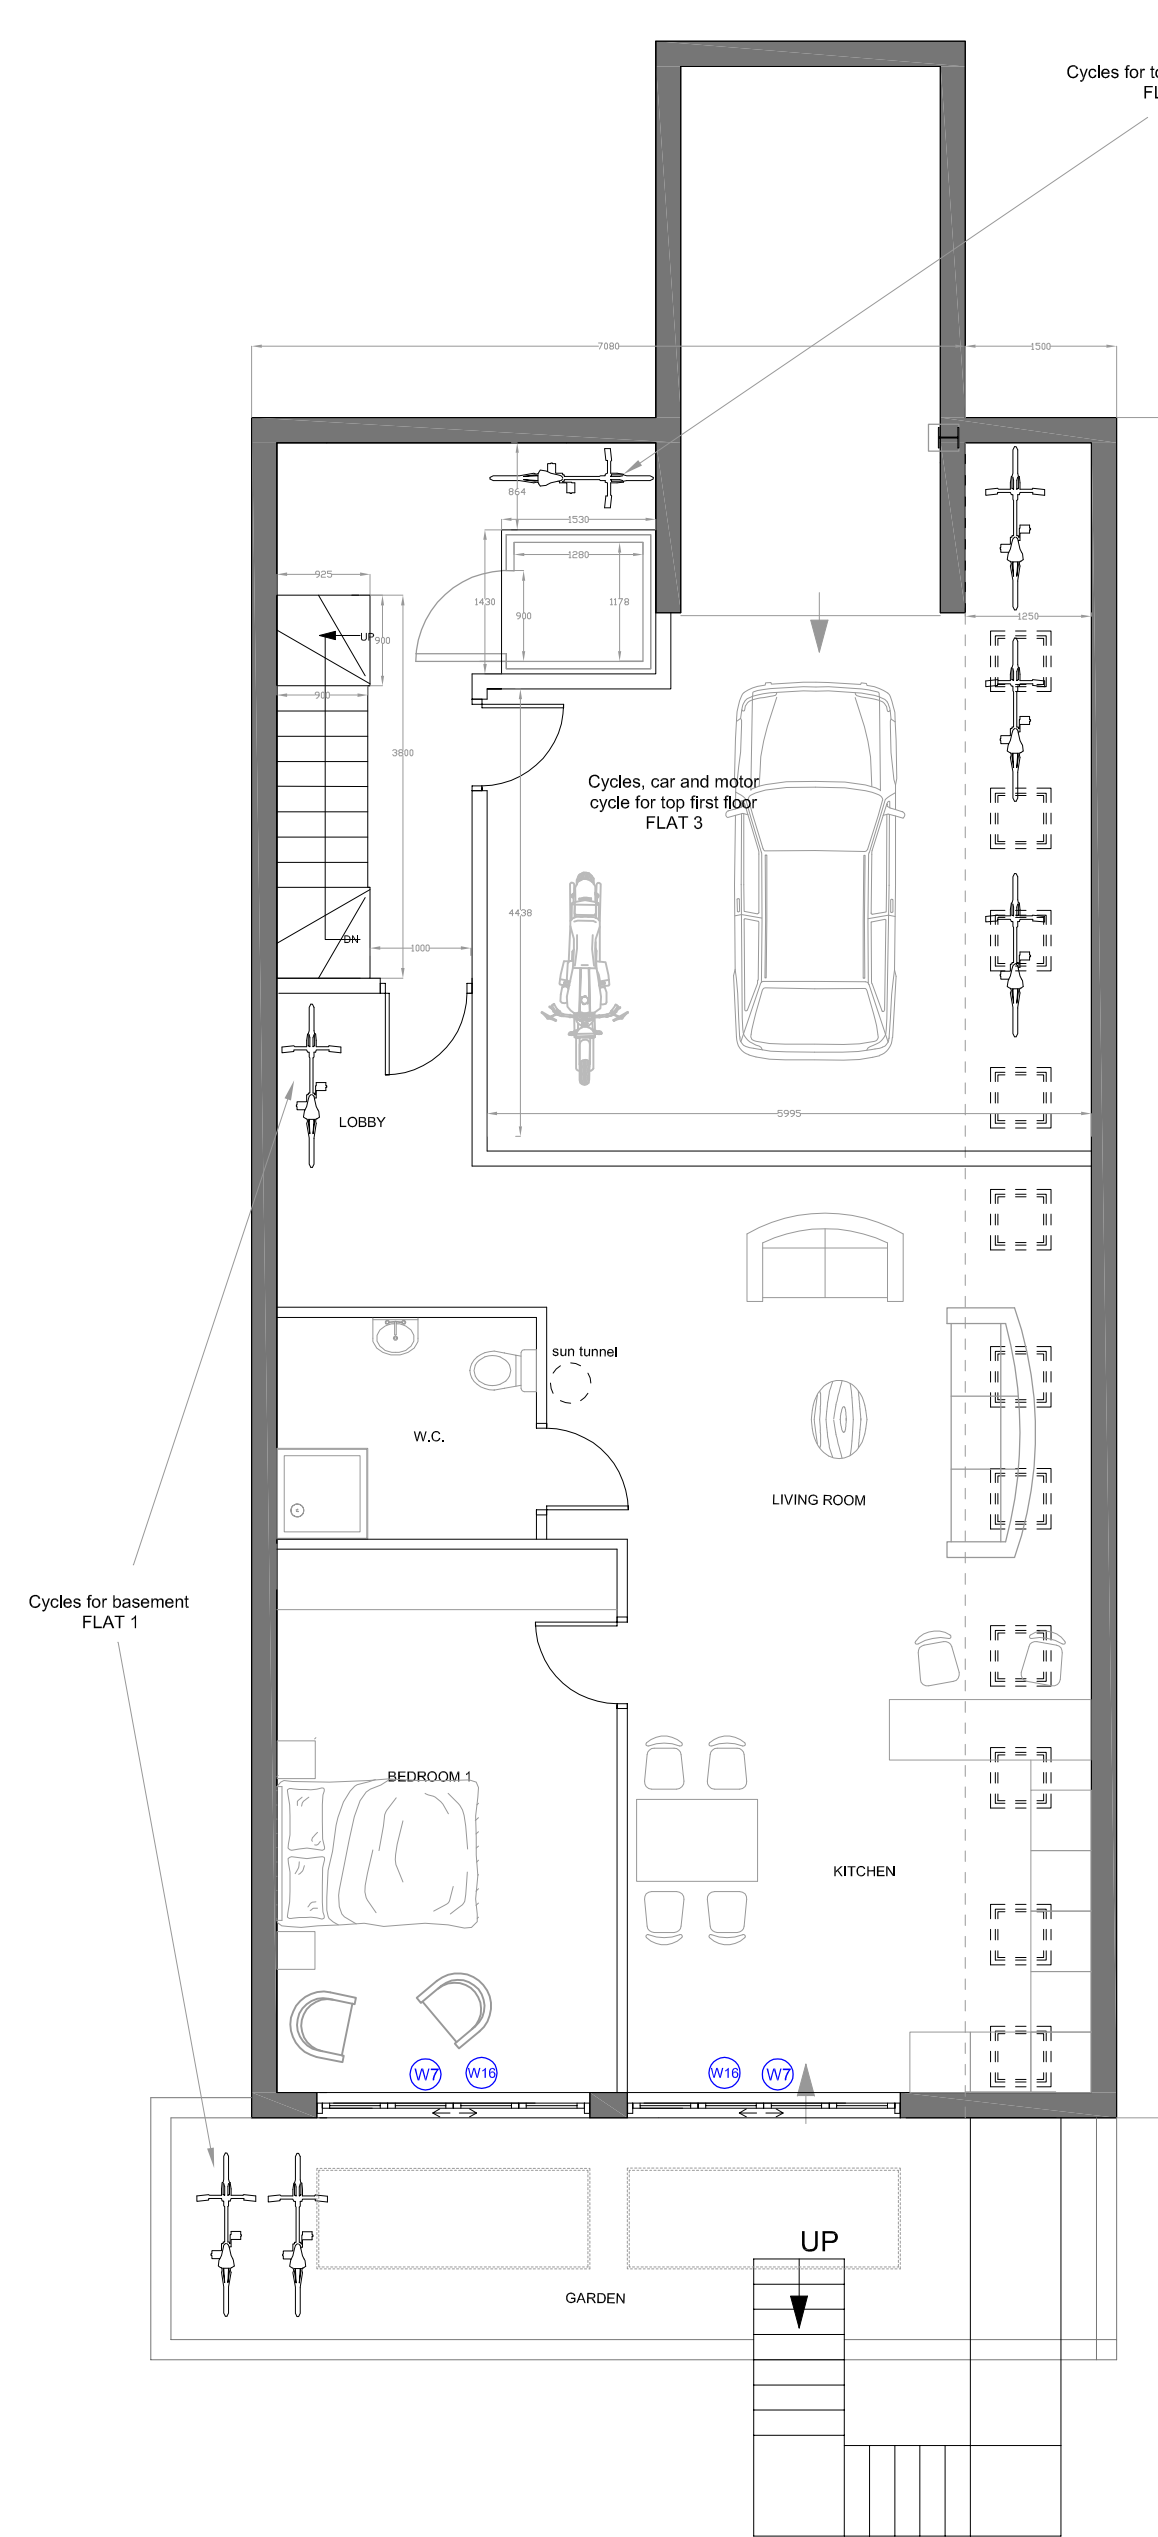 Cycles for
7080
1500
864
1530
1280
925
1430
1178
900
1250
UP
900
900
3800
Cycles, car and motor
cycle for top first floor
FLAT 3
4438
DN
1000
5995
LOBBY
sun tunnel
W.C.
LIVING ROOM
Cycles for basement
FLAT 1
BEDROOM 1
KITCHEN
W7
W16
W16
W7
UP
GARDEN